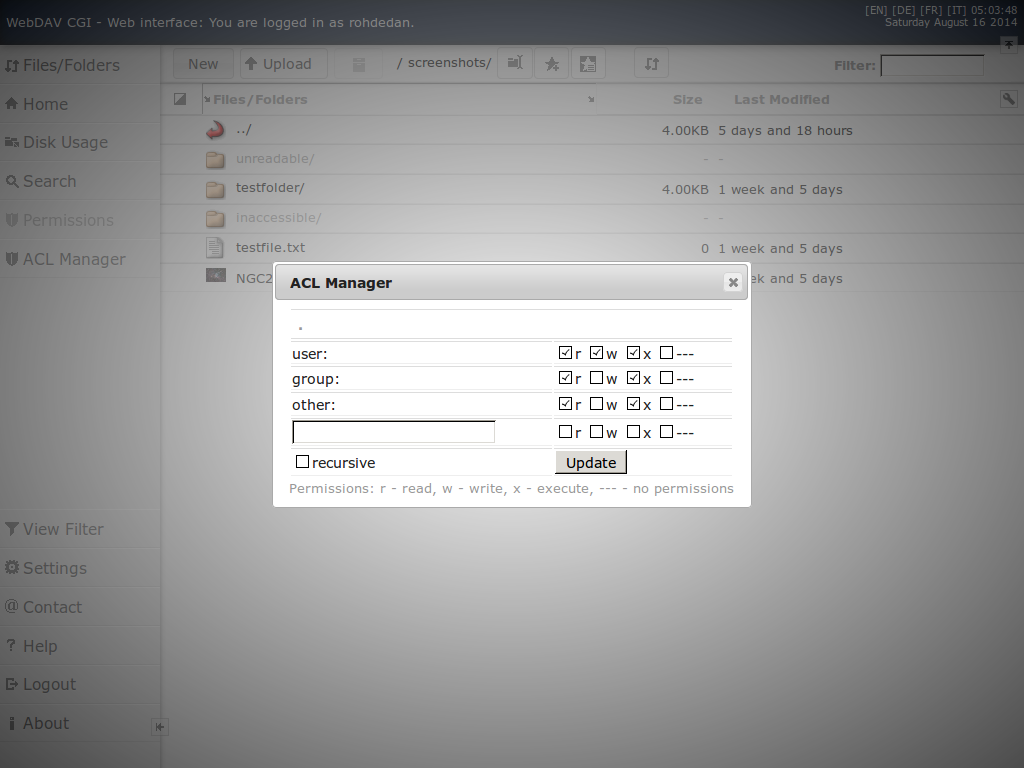 WebDAV CGI - Web interface: You are logged in as rohdedan.
[EN] [DE] [FR] [IT] 05:03:48
Saturday August 16 2014
Files/Folders
Home
Disk Usage
Search
Permissions
ACL Manager
New
Upload
/ screenshots/
Filter:
Files/Folders Size Last Modified
../ 4.00KB 5 days and 18 hours
unreadable/ - -
testfolder/ 4.00KB 1 week and 5 days
inaccessible/ - -
testfile.txt 0 1 week and 5 days
NGC2 ek and 5 days
ACL Manager
.
user: r w x ---
group: r w x ---
other: r w x ---
r w x ---
recursive Update
Permissions: r - read, w - write, x - execute, --- - no permissions
View Filter
Settings
@ Contact
? Help
Logout
About